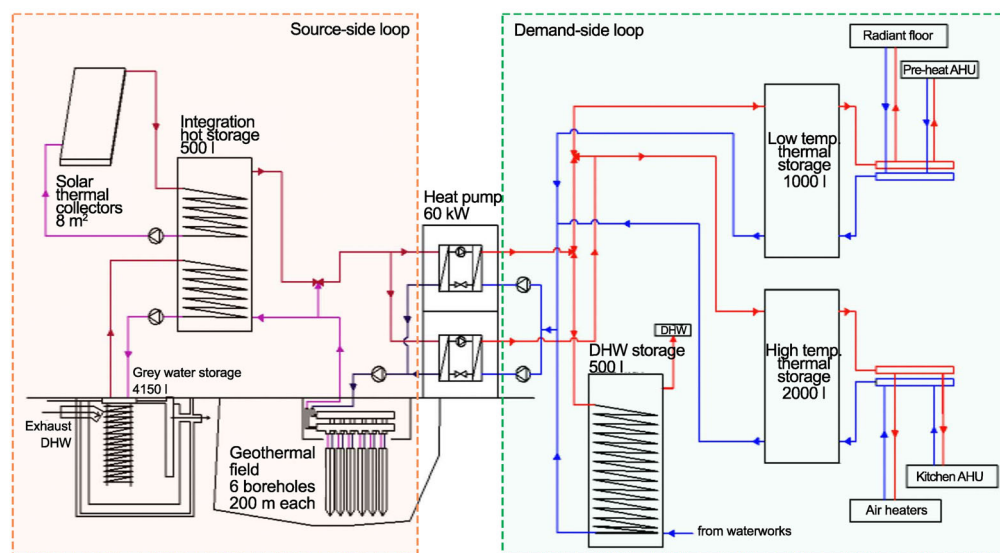 Source-side loop
Demand-side loop
Radiant floor
Pre-heat AHU
Integration
hot storage
500 l
Low temp.
thermal
storage
1000 l
Solar
thermal
collectors
8 m²
Heat pump
60 kW
DHW
DHW storage
500 l
High temp.
thermal
storage
2000 l
Grey water storage
4150 l
Exhaust
DHW
Geothermal
field
6 boreholes
200 m each
Kitchen AHU
Air heaters
from waterworks